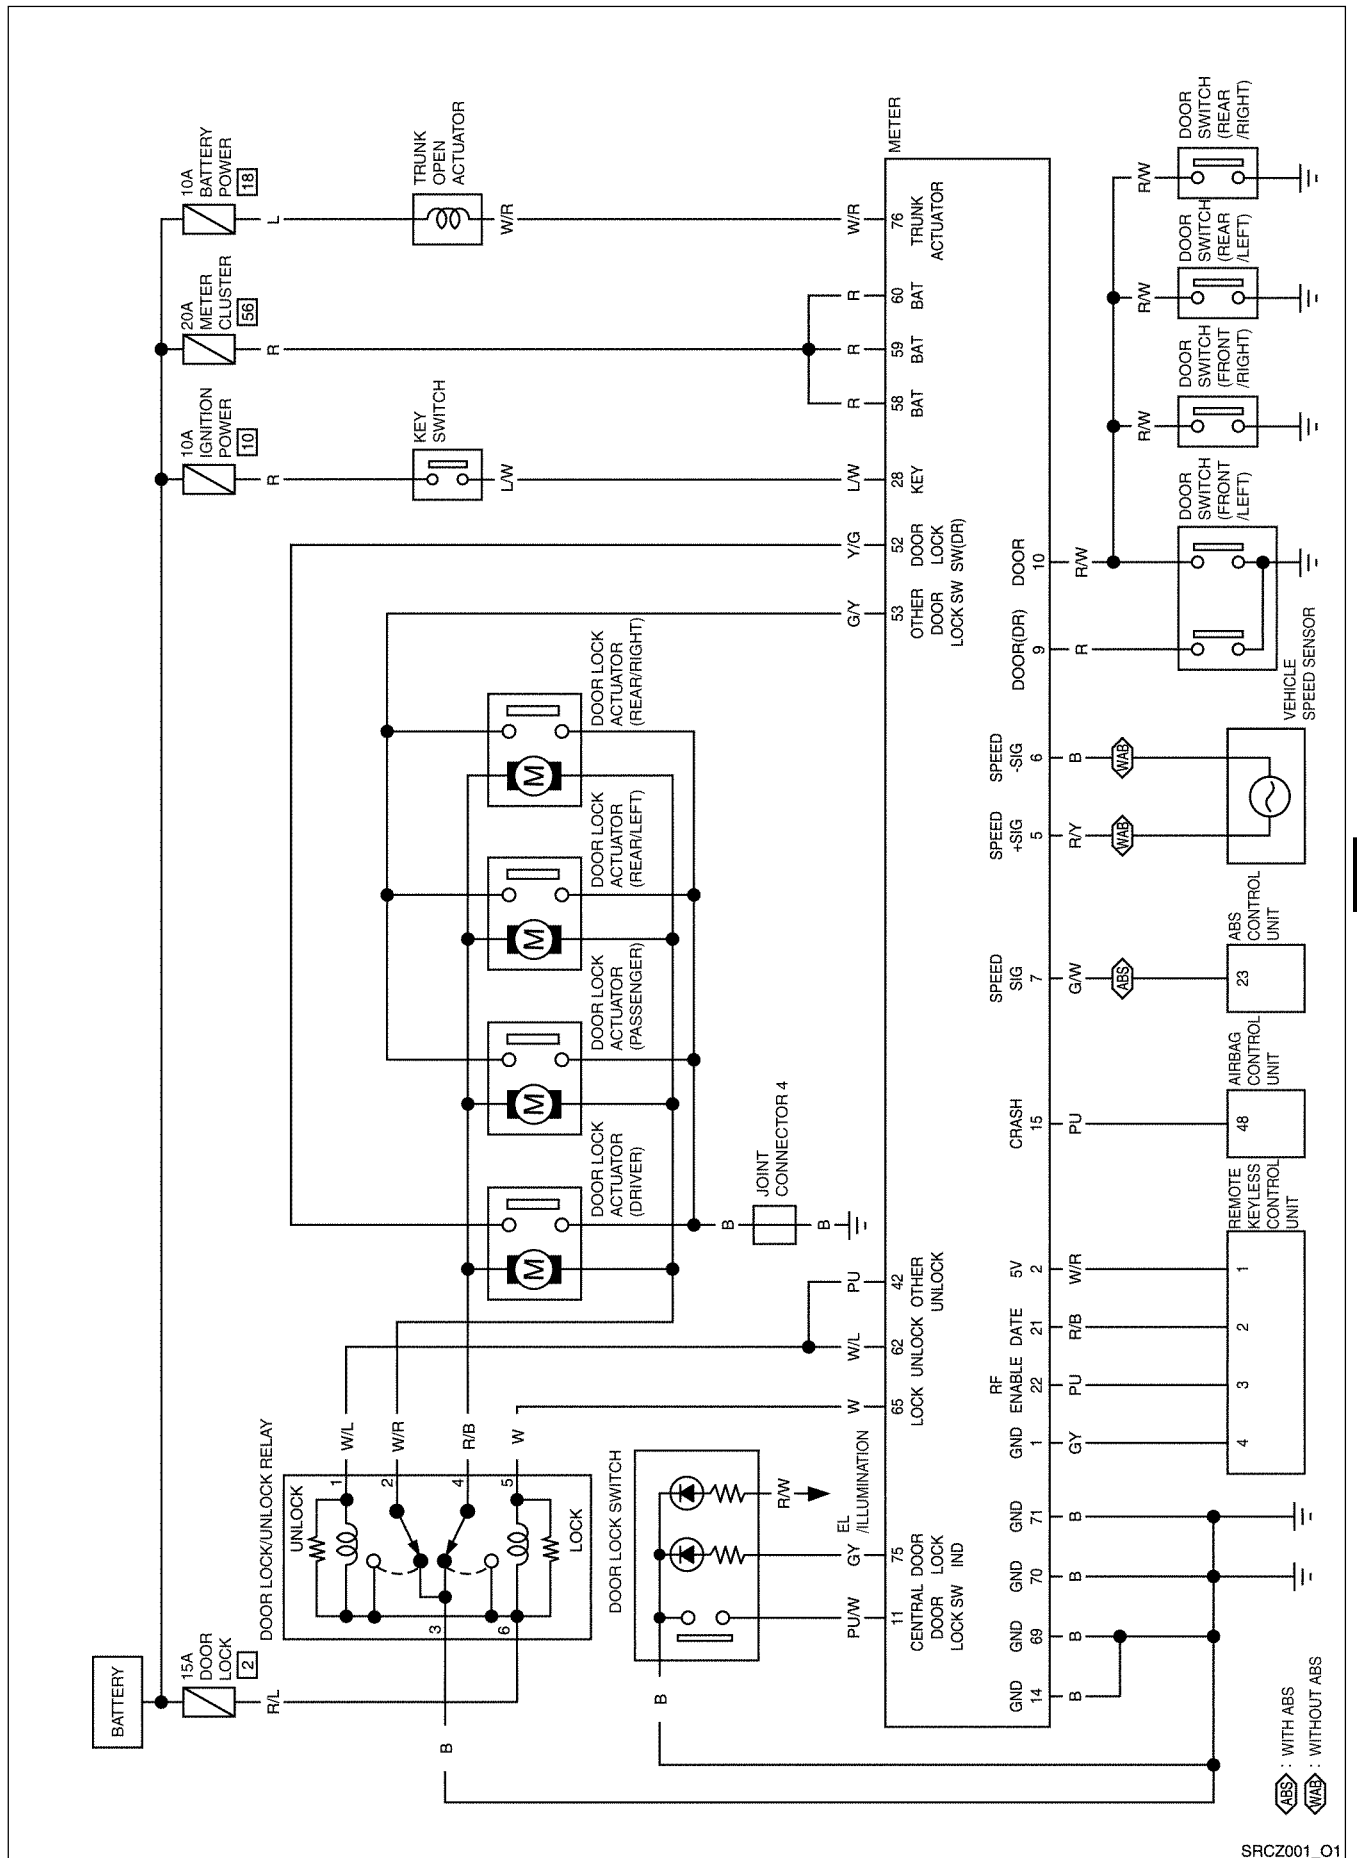 BATTERY
15A
DOOR
LOCK
2
R/L
10A
IGNITION
POWER
10
R
20A
METER
CLUSTER
56
R
10A
BATTERY
POWER
18
L
DOOR LOCK/UNLOCK RELAY
UNLOCK
LOCK
1
2
3
4
5
6
W/L
W/R
R/B
W
B
KEY
SWITCH
L/W
TRUNK
OPEN
ACTUATOR
W/R
DOOR LOCK
ACTUATOR
(DRIVER)
M
DOOR LOCK
ACTUATOR
(PASSENGER)
M
DOOR LOCK
ACTUATOR
(REAR/LEFT)
M
DOOR LOCK
ACTUATOR
(REAR/RIGHT)
M
DOOR LOCK SWITCH
B
R/W
EL
/ILLUMINATION
JOINT
CONNECTOR 4
B
B
PU/W
GY
W
W/L
PU
G/Y
Y/G
L/W
R
R
R
W/R
METER
11
75
65
62
42
53
52
28
58
59
60
76
CENTRAL
DOOR
LOCK SW
DOOR
LOCK
IND
LOCK
UNLOCK
OTHER
UNLOCK
OTHER
DOOR
LOCK SW
DOOR
LOCK
SW(DR)
KEY
BAT
BAT
BAT
TRUNK
ACTUATOR
GND
14
B
GND
69
B
GND
70
B
GND
71
B
GND
1
GY
RF
ENABLE
22
PU
DATE
21
R/B
5V
2
W/R
CRASH
15
PU
SPEED
SIG
7
G/W
ABS
SPEED
+SIG
5
R/Y
WAB
SPEED
-SIG
6
B
WAB
DOOR(DR)
9
R
DOOR
10
R/W
R/W
R/W
R/W
4
3
2
1
REMOTE
KEYLESS
CONTROL
UNIT
48
AIRBAG
CONTROL
UNIT
23
ABS
CONTROL
UNIT
VEHICLE
SPEED SENSOR
DOOR
SWITCH
(FRONT
/LEFT)
DOOR
SWITCH
(FRONT
/RIGHT)
DOOR
SWITCH
(REAR
/LEFT)
DOOR
SWITCH
(REAR
/RIGHT)
ABS : WITH ABS
WAB : WITHOUT ABS
SRCZ001_O1